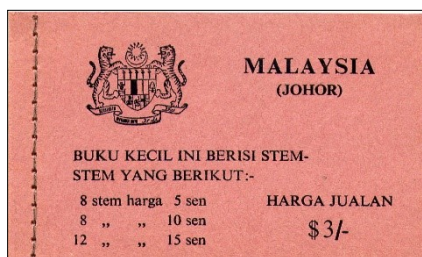 MALAYSIA
(JOHOR)
BUKU KECIL INI BERISI STEM-
STEM YANG BERIKUT:-
8 stem harga 5 sen
8 ,, ,, 10 sen
12 ,, ,, 15 sen
HARGA JUALAN
$3/-